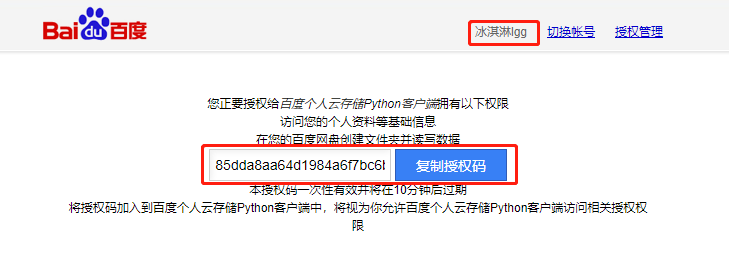 Bai du 百度
冰淇淋lgg 切换帐号 授权管理
您正要授权给百度个人云存储Python客户端拥有以下权限
访问您的个人资料等基础信息
在您的百度网盘创建文件夹并读写数据
85dda8aa64d1984a6f7bc6b 复制授权码
本授权码一次性有效并将在10分钟后过期
将授权码加入到百度个人云存储Python客户端中，将视为你允许百度个人云存储Python客户端访问相关授权权
限